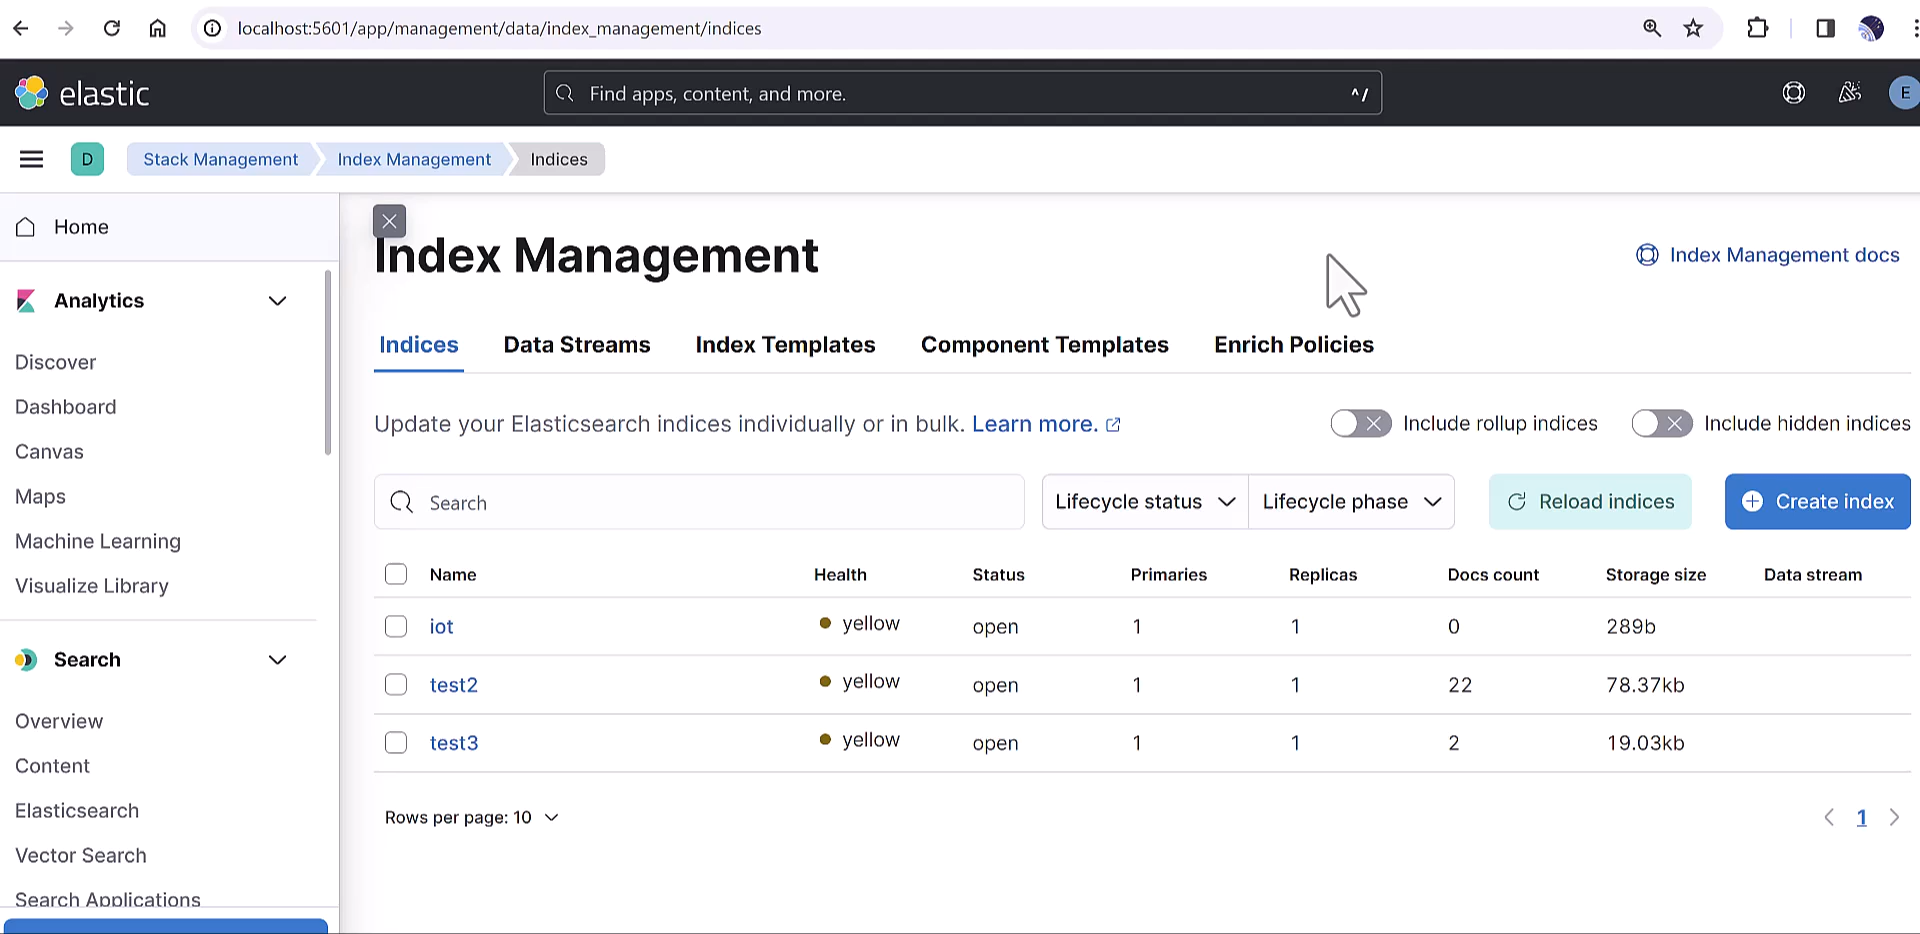 localhost:5601/app/management/data/index_management/indices
elastic
Find apps, content, and more.
^/
E
D
Stack Management
Index Management
Indices
Home
Analytics
Discover
Dashboard
Canvas
Maps
Machine Learning
Visualize Library
Search
Overview
Content
Elasticsearch
Vector Search
Search Applications
Index Management
Index Management docs
Indices Data Streams Index Templates Component Templates Enrich Policies
Update your Elasticsearch indices individually or in bulk. Learn more.
Include rollup indices
Include hidden indices
Search
Lifecycle status
Lifecycle phase
Reload indices
Create index
Name Health Status Primaries Replicas Docs count Storage size Data stream
iot yellow open 1 1 0 289b
test2 yellow open 1 1 22 78.37kb
test3 yellow open 1 1 2 19.03kb
Rows per page: 10
1